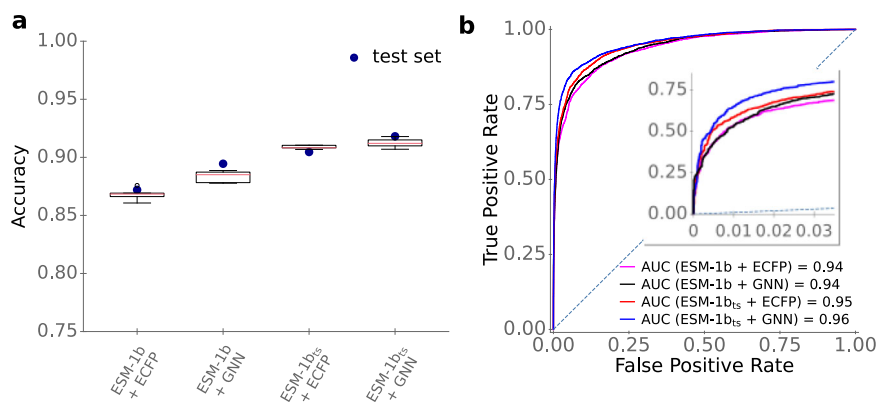 a
1.00
0.95
0.90
0.85
0.80
0.75
Accuracy
test set
ESM-1b
+ ECFP
ESM-1b
+ GNN
ESM-1bts
+ ECFP
ESM-1bts
+ GNN
b
1.00
0.75
0.50
0.25
0.00
True Positive Rate
0.75
0.50
0.25
0.00
0
0.01
0.02
0.03
AUC (ESM-1b + ECFP) = 0.94
AUC (ESM-1b + GNN) = 0.94
AUC (ESM-1bts + ECFP) = 0.95
AUC (ESM-1bts + GNN) = 0.96
0.00
0.25
0.50
0.75
1.00
False Positive Rate